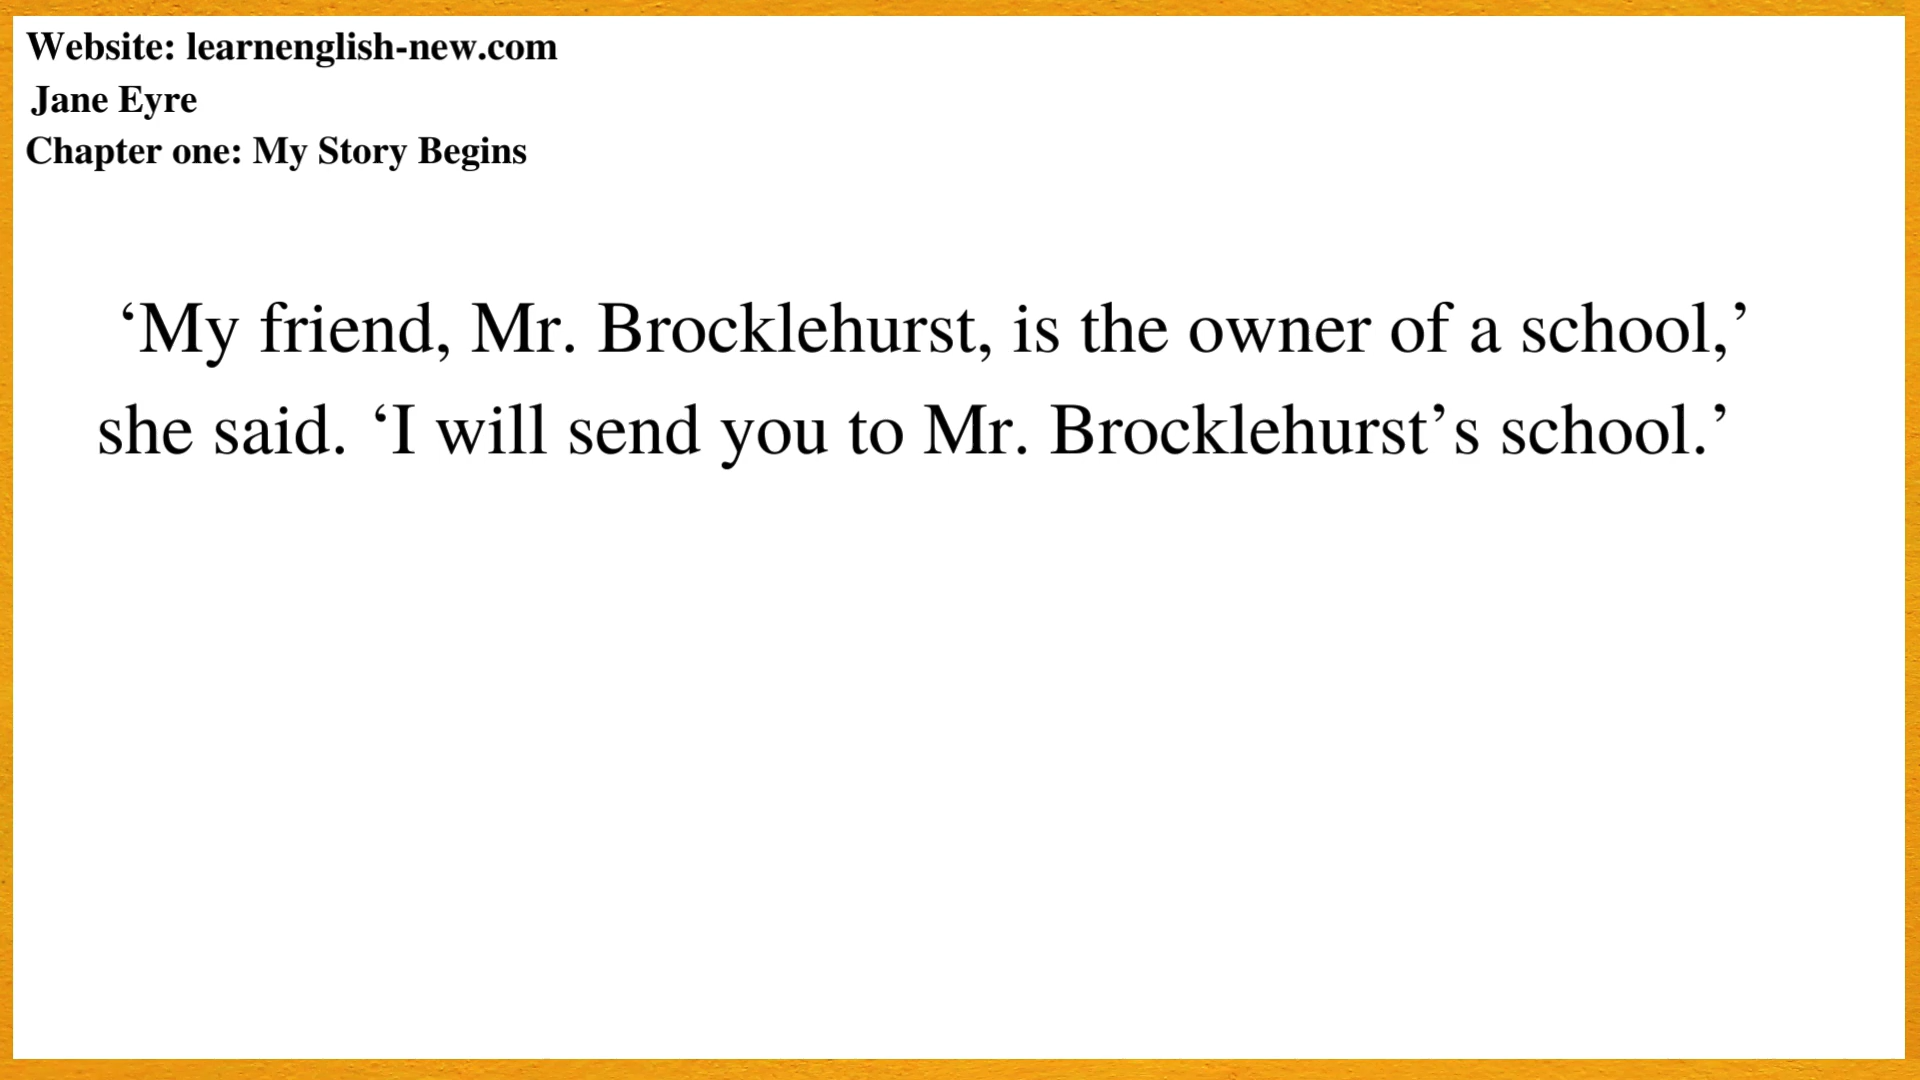 Website: learnenglish-new.com
Jane Eyre
Chapter one: My Story Begins
‘My friend, Mr. Brocklehurst, is the owner of a school,’
she said. ‘I will send you to Mr. Brocklehurst’s school.’